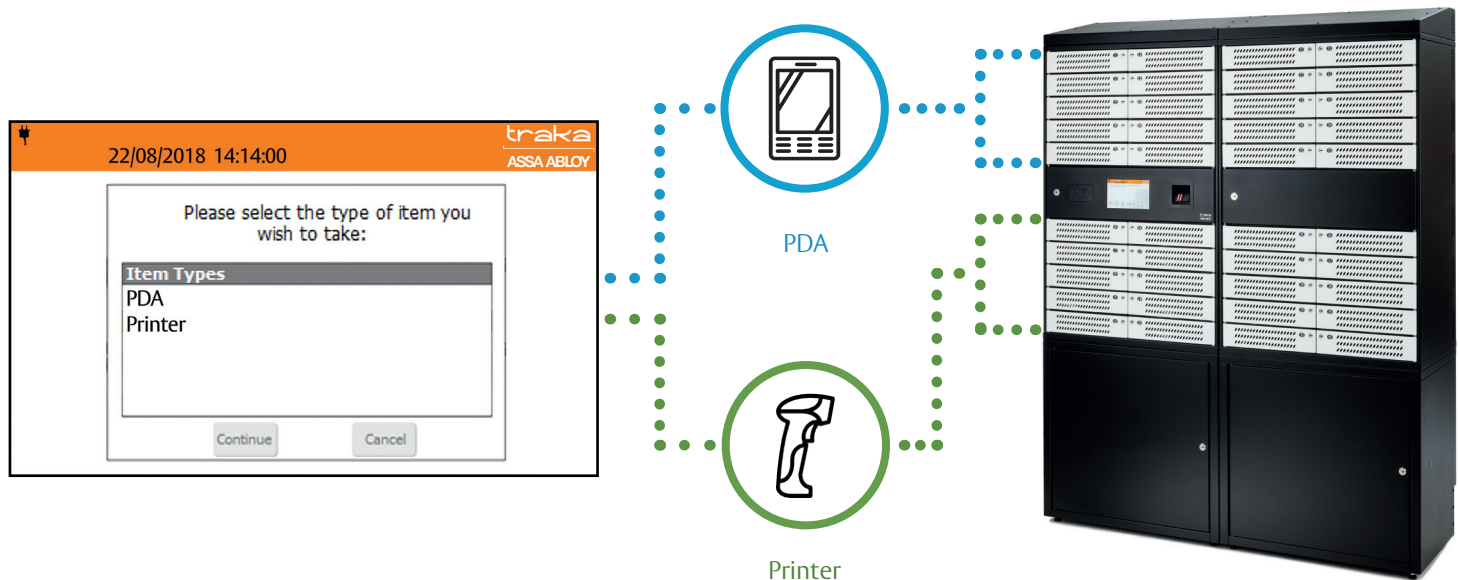 traka
22/08/2018 14:14:00
ASSA ABLOY
Please select the type of item you
wish to take:
Item Types
PDA
Printer
Continue
Cancel
PDA
Printer